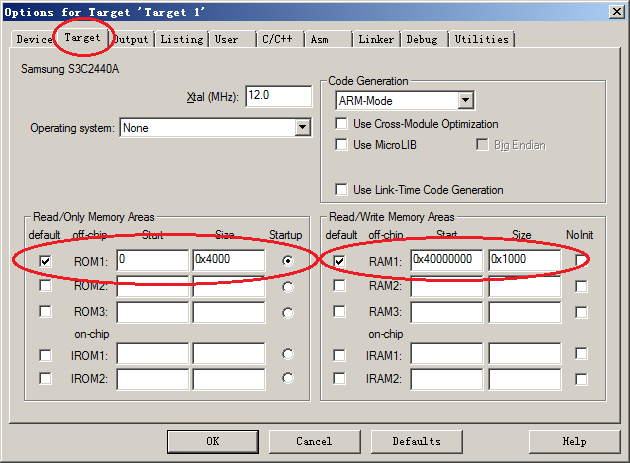 Options for Target 'Target 1'
Device Target Output Listing User C/C++ Asm Linker Debug Utilities
Samsung S3C2440A
Xtal (MHz): 12.0
Operating system: None
Code Generation
ARM-Mode
Use Cross-Module Optimization
Use MicroLIB Big Endian
Use Link-Time Code Generation
Read/Only Memory Areas
default off-chip Start Size Startup
ROM1: 0 0x4000
ROM2:
ROM3:
on-chip
IROM1:
IROM2:
Read/Write Memory Areas
default off-chip Start Size NoInit
RAM1: 0x40000000 0x1000
RAM2:
RAM3:
on-chip
IRAM1:
IRAM2:
OK Cancel Defaults Help